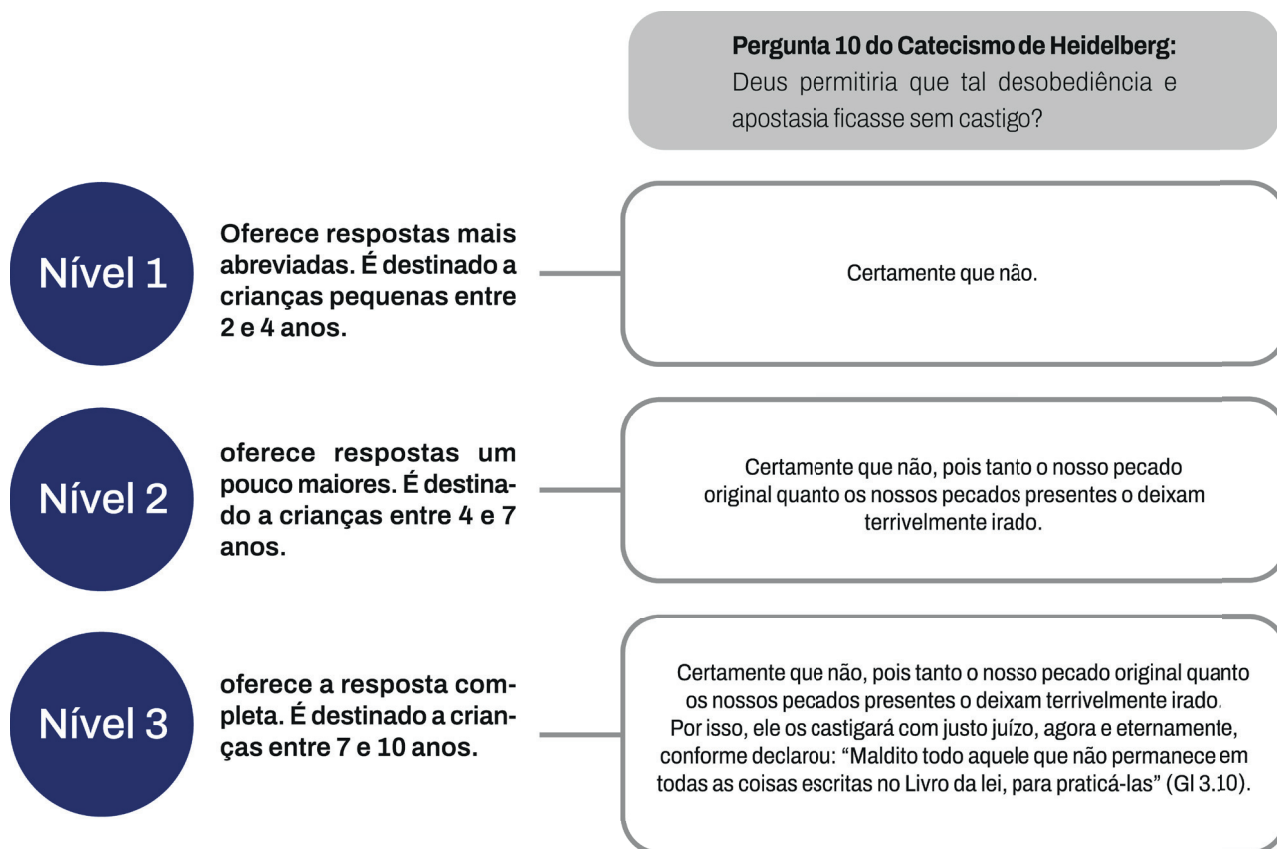 Pergunta 10 do Catecismo de Heidelberg:
Deus permitiria que tal desobediência e
apostasia ficasse sem castigo?
Nível 1
Oferece respostas mais
abreviadas. É destinado a
crianças pequenas entre
2 e 4 anos.
Certamente que não.
Nível 2
oferece respostas um
pouco maiores. É destina-
do a crianças entre 4 e 7
anos.
Certamente que não, pois tanto o nosso pecado
original quanto os nossos pecados presentes o deixam
terrivelmente irado.
Nível 3
oferece a resposta com-
pleta. É destinado a crian-
ças entre 7 e 10 anos.
Certamente que não, pois tanto o nosso pecado original quanto
os nossos pecados presentes o deixam terrivelmente irado.
Por isso, ele os castigará com justo juízo, agora e eternamente,
conforme declarou: “Maldito todo aquele que não permanece em
todas as coisas escritas no Livro da lei, para praticá-las” (Gl 3.10).